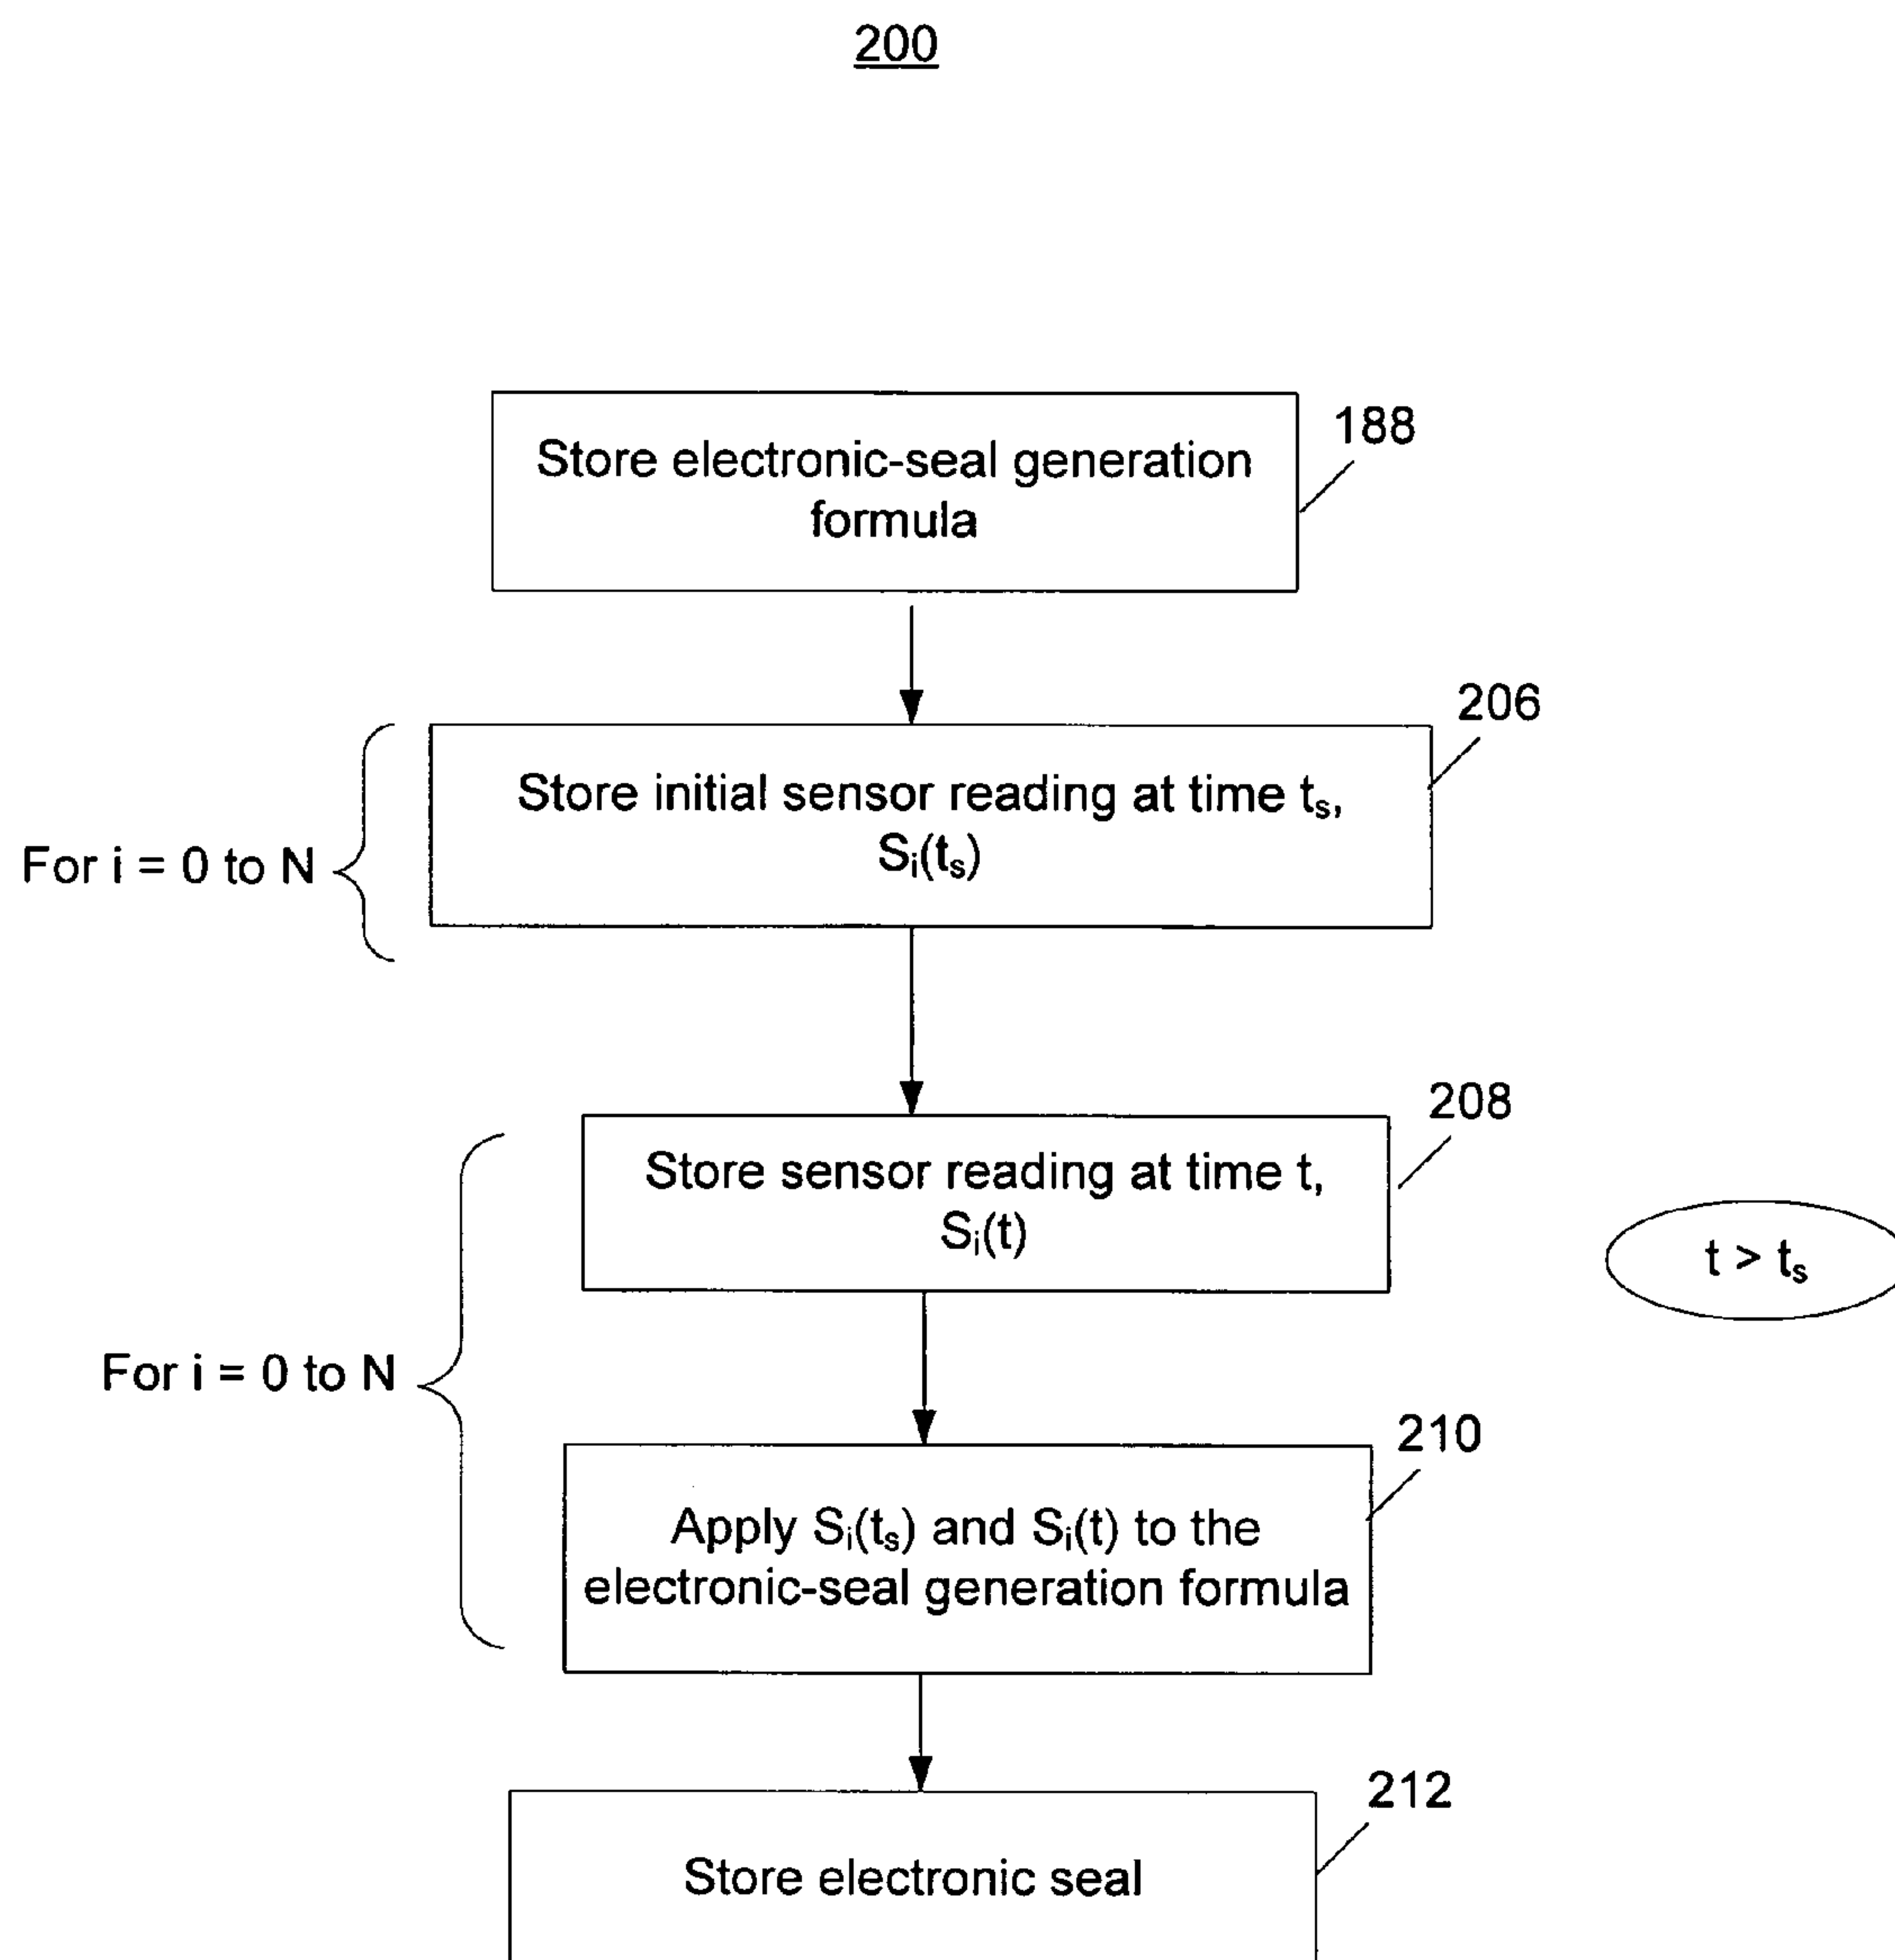 200
Store electronic-seal generation
formula
188
206
Store initial sensor reading at time tₛ,
Sᵢ(tₛ)
For i = 0 to N
208
Store sensor reading at time t,
Sᵢ(t)
t > tₛ
For i = 0 to N
210
Apply Sᵢ(tₛ) and Sᵢ(t) to the
electronic-seal generation formula
212
Store electronic seal